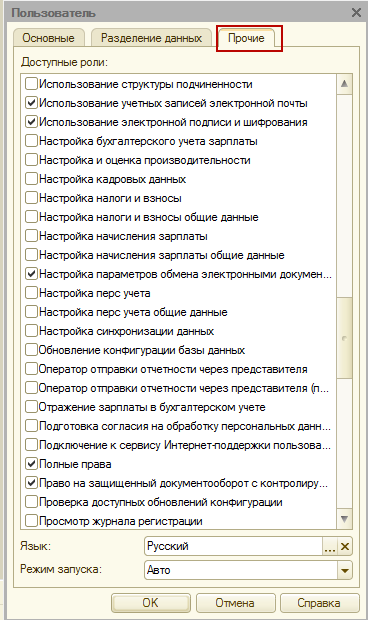 Пользователь
Основные
Разделение данных
Прочие
Доступные роли:
Использование структуры подчиненности
Использование учетных записей электронной почты
Использование электронной подписи и шифрования
Настройка бухгалтерского учета зарплаты
Настройка и оценка производительности
Настройка кадровых данных
Настройка налоги и взносы
Настройка налоги и взносы общие данные
Настройка начисления зарплаты
Настройка начисления зарплаты общие данные
Настройка параметров обмена электронными докумен...
Настройка перс учета
Настройка перс учета общие данные
Настройка синхронизации данных
Обновление конфигурации базы данных
Оператор отправки отчетности через представителя
Оператор отправки отчетности через представителя (п...
Отражение зарплаты в бухгалтерском учете
Подготовка согласия на обработку персональных данн...
Подключение к сервису Интернет-поддержки пользова...
Полные права
Право на защищенный документооборот с контролиру...
Проверка доступных обновлений конфигурации
Просмотр журнала регистрации
Язык: Русский ...
Режим запуска: Авто
OK Отмена Справка